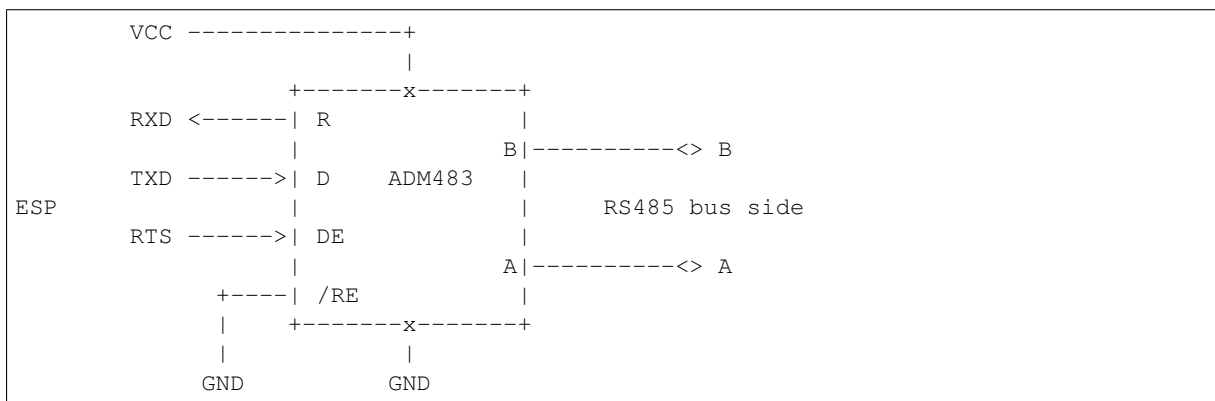 VCC ---------------+
                           |
                   +-------x-------+
        RXD <------| R             |
                   |              B|----------<> B
        TXD ------>| D    ADM483   |
ESP                |               |     RS485 bus side
        RTS ------>| DE            |
                   |              A|----------<> A
              +----| /RE           |
              |    +-------x-------+
              |            |
             GND          GND